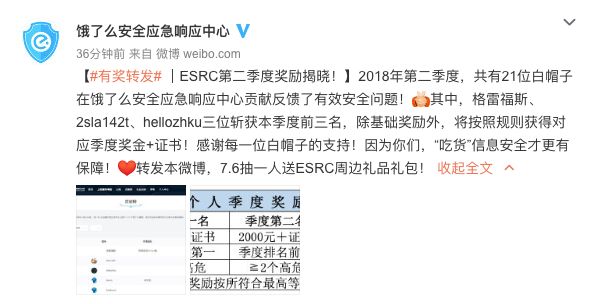 饿了么安全应急响应中心
36分钟前 来自 微博 weibo.com
【#有奖转发# ｜ESRC第二季度奖励揭晓！】2018年第二季度，共有21位白帽子
在饿了么安全应急响应中心贡献反馈了有效安全问题！其中，格雷福斯、
2sla142t、hellozhku三位斩获本季度前三名，除基础奖励外，将按照规则获得对
应季度奖金+证书！感谢每一位白帽子的支持！因为你们，“吃货”信息安全才更有
保障！转发本微博，7.6抽一人送ESRC周边礼品礼包！ 收起全文
个人季度奖励
一名 季度第二名
证书 2000元+证
第一 季度排名前
高危 ≧2个高危
奖励按所符合最高等